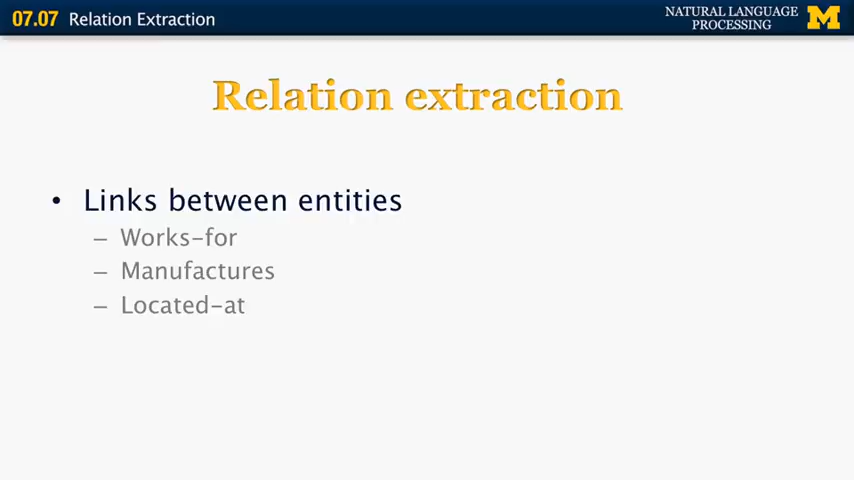 07.07 Relation Extraction
NATURAL LANGUAGE
PROCESSING
M
Relation extraction
• Links between entities
– Works-for
– Manufactures
– Located-at